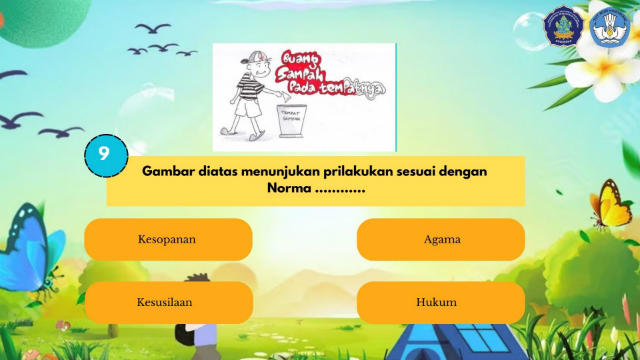 Buang
Sampah
Pada tempatnya
TEMPAT
SAMPAH
9
Gambar diatas menunjukan prilakukan sesuai dengan
Norma ............
Kesopanan
Agama
Kesusilaan
Hukum